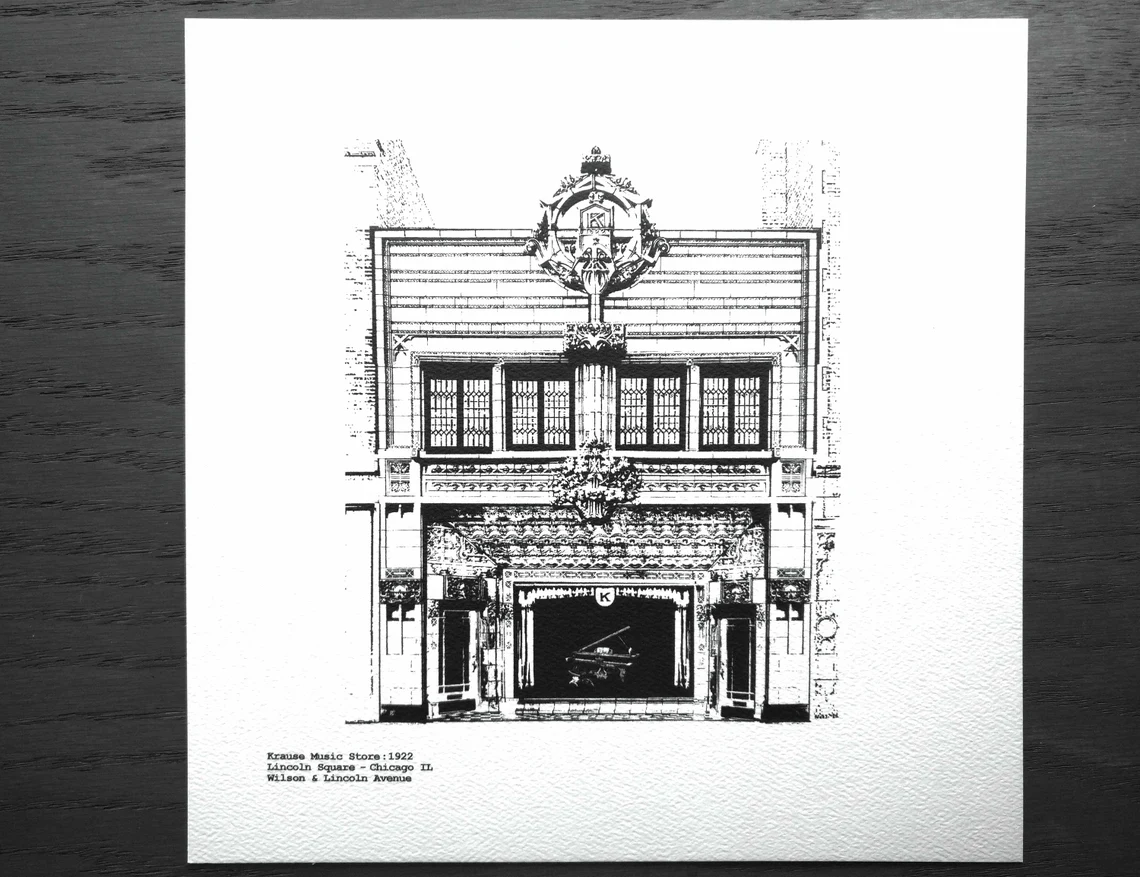 K
K
Krause Music Store:1922
Lincoln Square - Chicago IL
Wilson & Lincoln Avenue